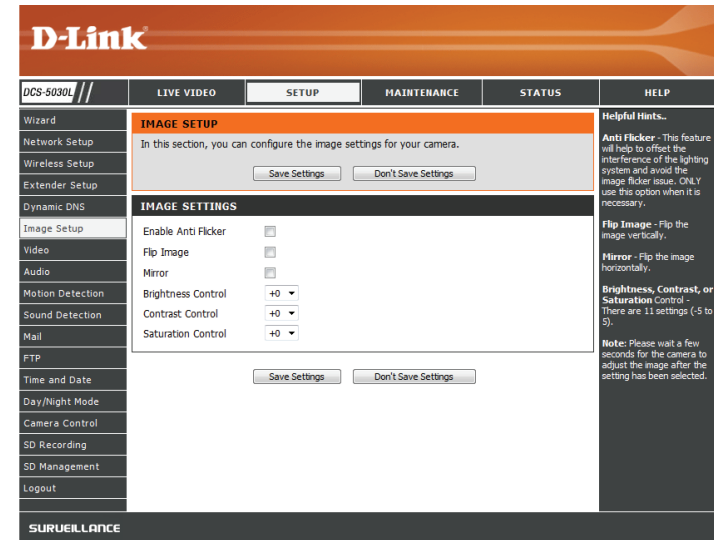 D-Link
DCS-5030L
LIVE VIDEO
SETUP
MAINTENANCE
STATUS
HELP
Wizard
Network Setup
Wireless Setup
Extender Setup
Dynamic DNS
Image Setup
Video
Audio
Motion Detection
Sound Detection
Mail
FTP
Time and Date
Day/Night Mode
Camera Control
SD Recording
SD Management
Logout
IMAGE SETUP
In this section, you can configure the image settings for your camera.
Save Settings Don't Save Settings
IMAGE SETTINGS
Enable Anti Flicker
Flip Image
Mirror
Brightness Control +0
Contrast Control +0
Saturation Control +0
Save Settings Don't Save Settings
Helpful Hints..
Anti Flicker - This feature
will help to offset the
interference of the lighting
system and avoid the
image flicker issue. ONLY
use this option when it is
necessary.
Flip Image - Flip the
image vertically.
Mirror - Flip the image
horizontally.
Brightness, Contrast, or
Saturation Control -
There are 11 settings (-5 to
5).
Note: Please wait a few
seconds for the camera to
adjust the image after the
setting has been selected.
SURVEILLANCE